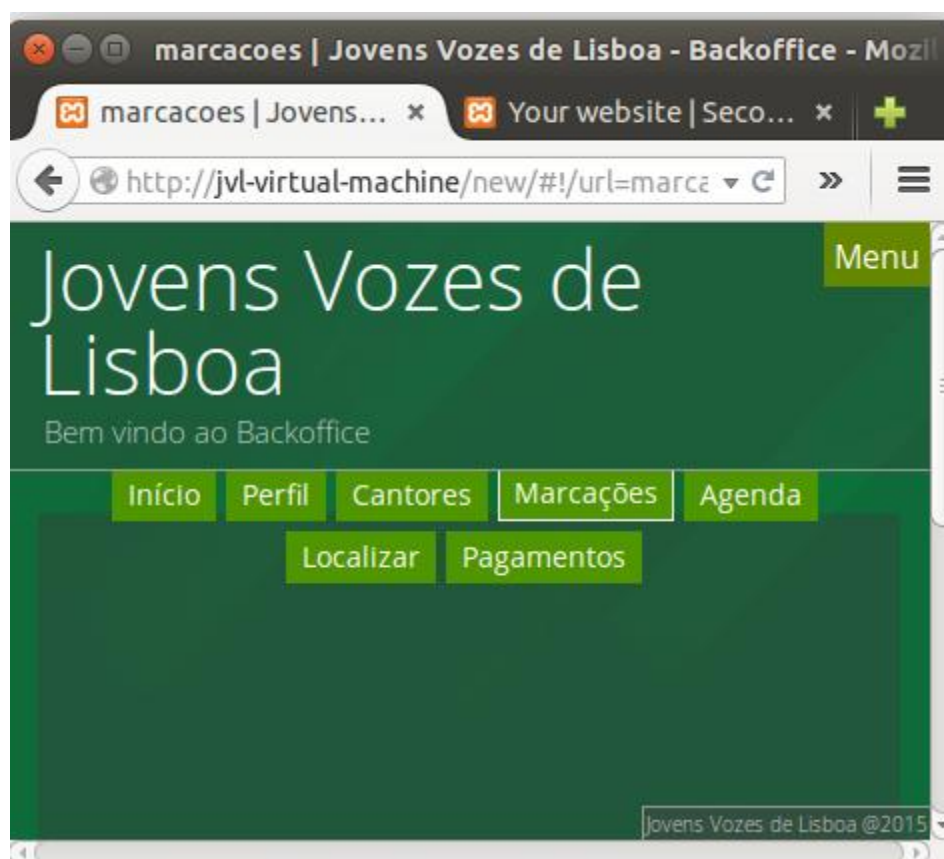 marcacoes | Jovens Vozes de Lisboa - Backoffice - Mozil
marcacoes | Jovens... × Your website | Seco... ×
http://jvl-virtual-machine/new/#!/url=marca
Menu
Jovens Vozes de
Lisboa
Bem vindo ao Backoffice
Início Perfil Cantores Marcações Agenda
Localizar Pagamentos
Jovens Vozes de Lisboa @2015